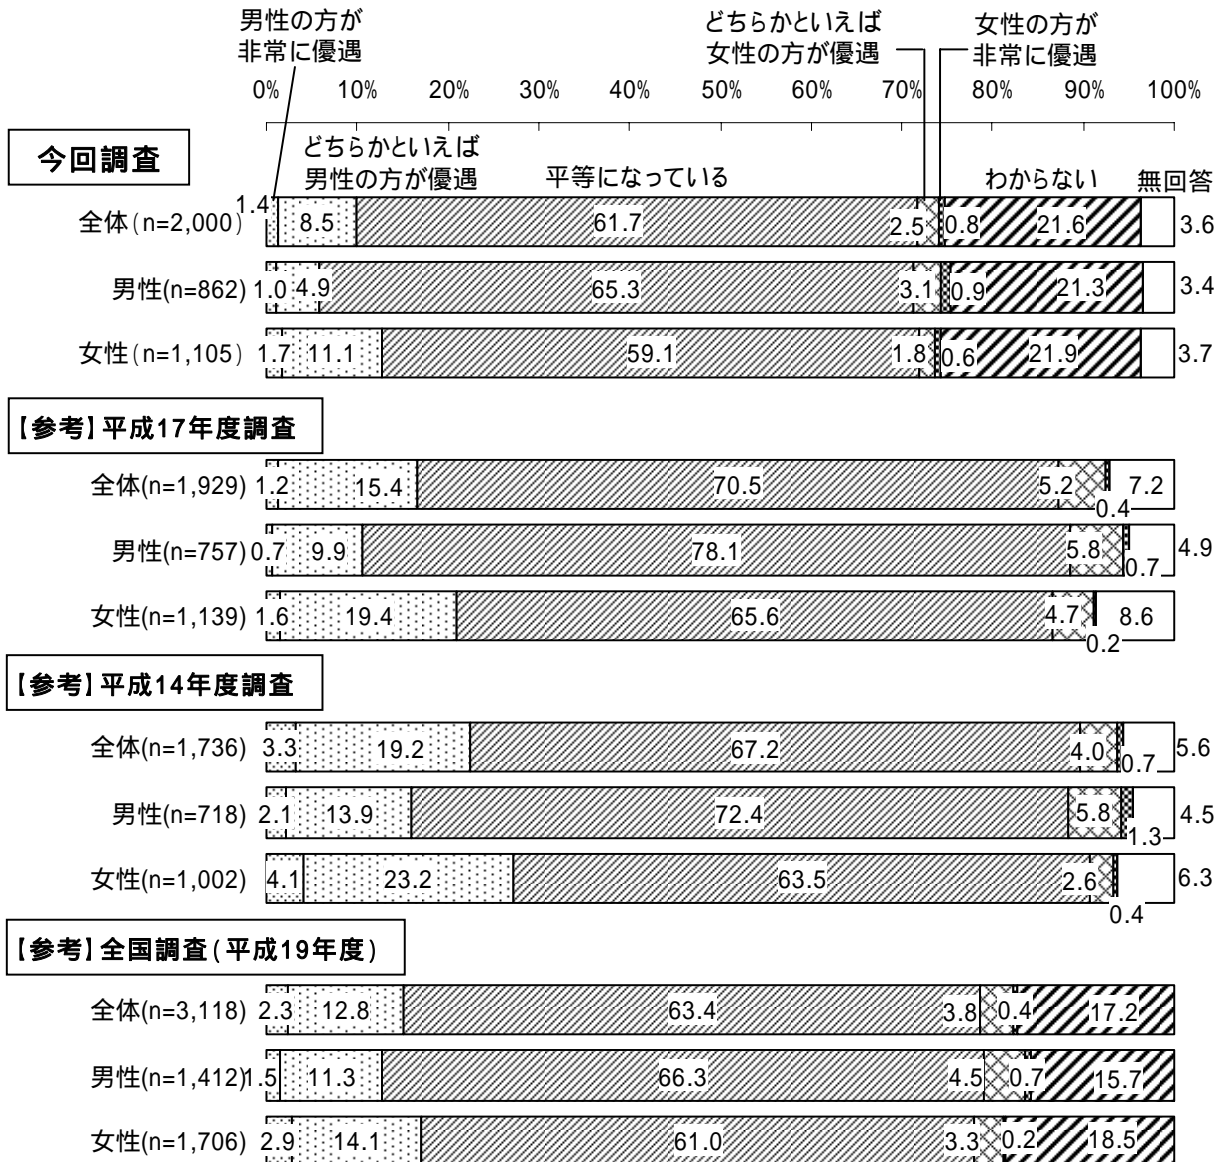 男性の方が
非常に優遇
どちらかといえば
女性の方が優遇
女性の方が
非常に優遇
0% 10% 20% 30% 40% 50% 60% 70% 80% 90% 100%
今回調査
どちらかといえば
男性の方が優遇
平等になっている
わからない
無回答
全体(n=2,000) 1.4 8.5 61.7 2.5 0.8 21.6 3.6
男性(n=862) 1.0 4.9 65.3 3.1 0.9 21.3 3.4
女性(n=1,105) 1.7 11.1 59.1 1.8 0.6 21.9 3.7
【参考】平成17年度調査
全体(n=1,929) 1.2 15.4 70.5 5.2 0.4 7.2
男性(n=757) 0.7 9.9 78.1 5.8 0.7 4.9
女性(n=1,139) 1.6 19.4 65.6 4.7 0.2 8.6
【参考】平成14年度調査
全体(n=1,736) 3.3 19.2 67.2 4.0 0.7 5.6
男性(n=718) 2.1 13.9 72.4 5.8 1.3 4.5
女性(n=1,002) 4.1 23.2 63.5 2.6 0.4 6.3
【参考】全国調査(平成19年度)
全体(n=3,118) 2.3 12.8 63.4 3.8 0.4 17.2
男性(n=1,412) 1.5 11.3 66.3 4.5 0.7 15.7
女性(n=1,706) 2.9 14.1 61.0 3.3 0.2 18.5